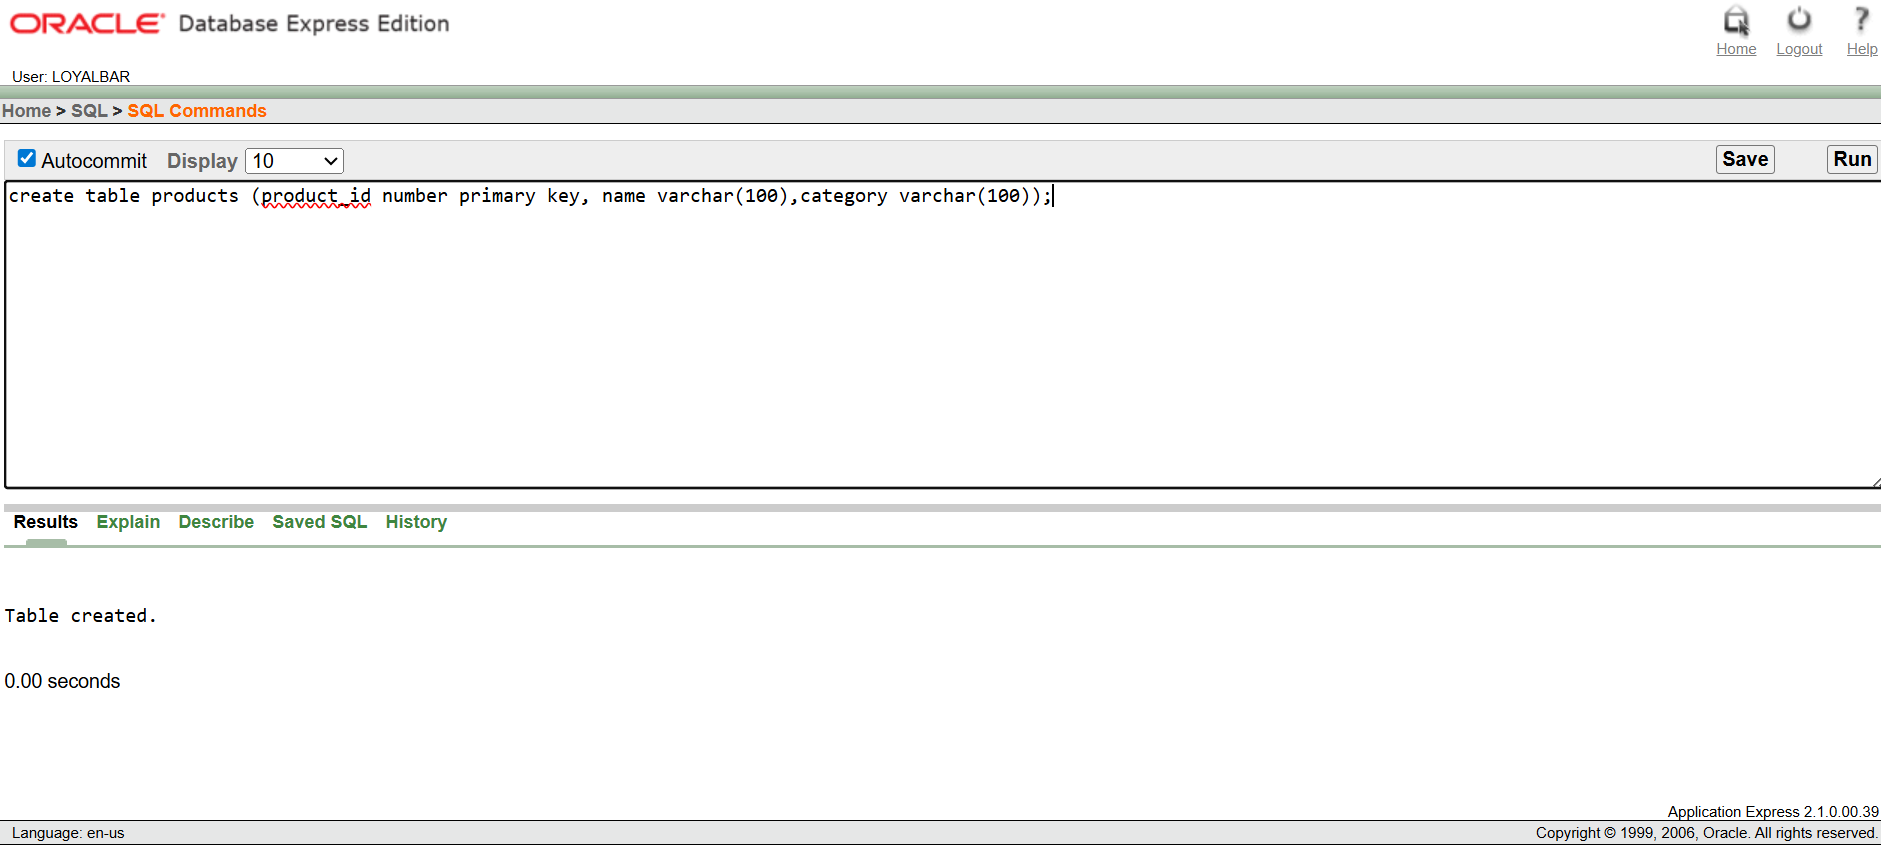 ORACLE Database Express Edition
Home Logout Help
User: LOYALBAR
Home > SQL > SQL Commands
Autocommit Display 10 Save Run
create table products (product_id number primary key, name varchar(100),category varchar(100));
Results Explain Describe Saved SQL History
Table created.
0.00 seconds
Application Express 2.1.0.00.39
Language: en-us Copyright © 1999, 2006, Oracle. All rights reserved.